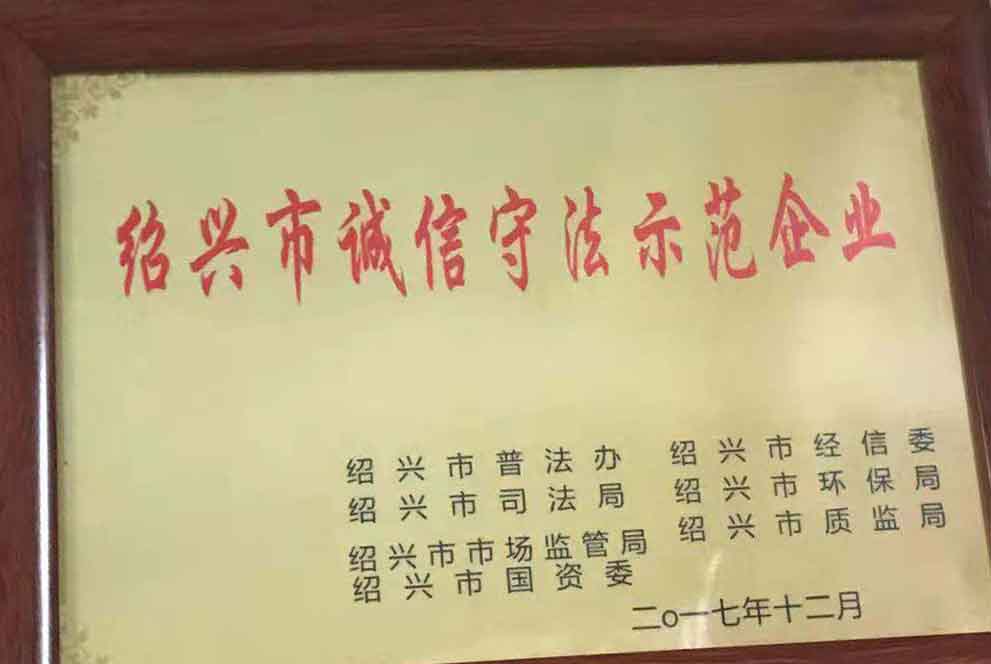 绍兴市诚信守法示范企业
绍兴市普法办 绍兴市经信委
绍兴市司法局 绍兴市环保局
绍兴市市场监管局 绍兴市质监局
绍兴市国资委
二o一七年十二月